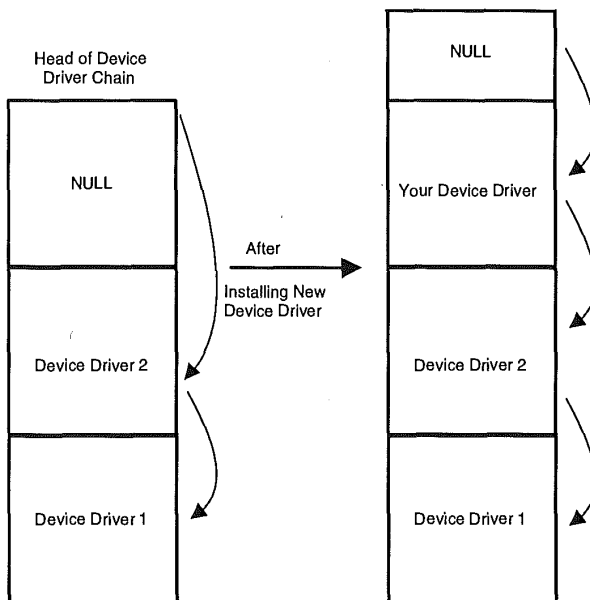 Head of Device
Driver Chain
NULL
Device Driver 2
Device Driver 1
After
Installing New
Device Driver
NULL
Your Device Driver
Device Driver 2
Device Driver 1